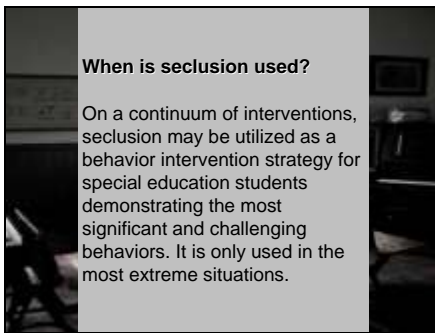 When is seclusion used?
On a continuum of interventions,
seclusion may be utilized as a
behavior intervention strategy for
special education students
demonstrating the most
significant and challenging
behaviors. It is only used in the
most extreme situations.